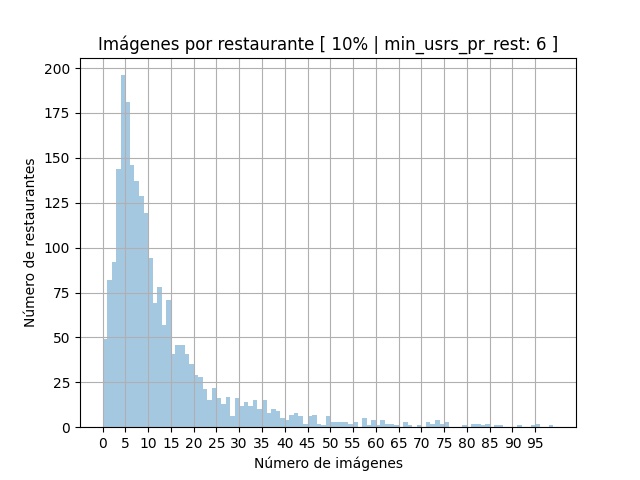 Imágenes por restaurante [ 10% | min_usrs_pr_rest: 6 ]
Número de restaurantes
200
175
150
125
100
75
50
25
0
0 5 10 15 20 25 30 35 40 45 50 55 60 65 70 75 80 85 90 95
Número de imágenes